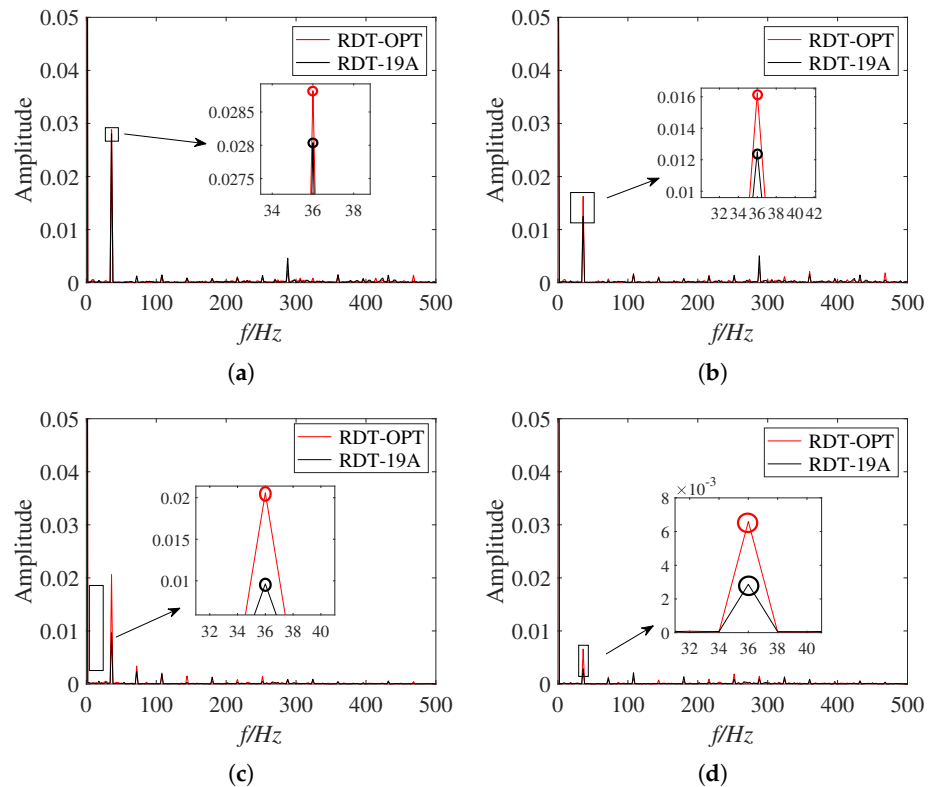 0.05
0.04
0.03
0.02
0.01
0
Amplitude
RDT-OPT
RDT-19A
0.0285
0.028
0.0275
34 36 38
0 100 200 300 400 500
f/Hz
(a)
0.05
0.04
0.03
0.02
0.01
0
Amplitude
RDT-OPT
RDT-19A
0.016
0.014
0.012
0.01
32 34 36 38 40 42
0 100 200 300 400 500
f/Hz
(b)
0.05
0.04
0.03
0.02
0.01
0
Amplitude
RDT-OPT
RDT-19A
0.02
0.015
0.01
32 34 36 38 40
0 100 200 300 400 500
f/Hz
(c)
0.05
0.04
0.03
0.02
0.01
0
Amplitude
RDT-OPT
RDT-19A
×10⁻³
8
6
4
2
0
32 34 36 38 40
0 100 200 300 400 500
f/Hz
(d)